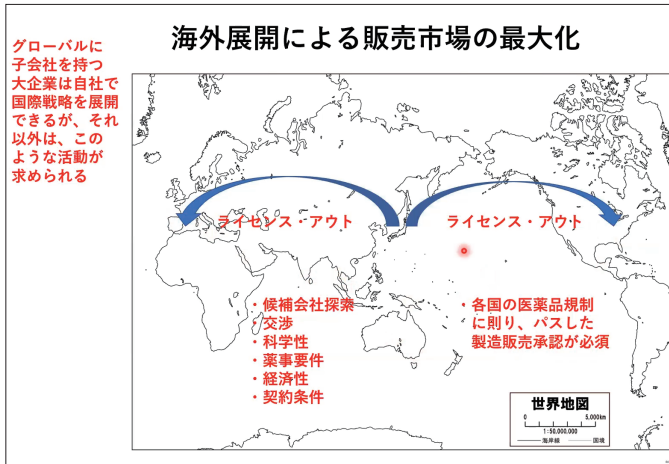 海外展開による販売市場の最大化
グローバルに
子会社を持つ
大企業は自社で
国際戦略を展開
できるが、それ
以外は、この
ような活動が
求められる
ライセンス・アウト
ライセンス・アウト
・候補会社探索
・交渉
・科学性
・薬事要件
・経済性
・契約条件
・各国の医薬品規制
に則り、パスした
製造販売承認が必須
世界地図
0 5,000km
1:50,000,000
海岸線 国境